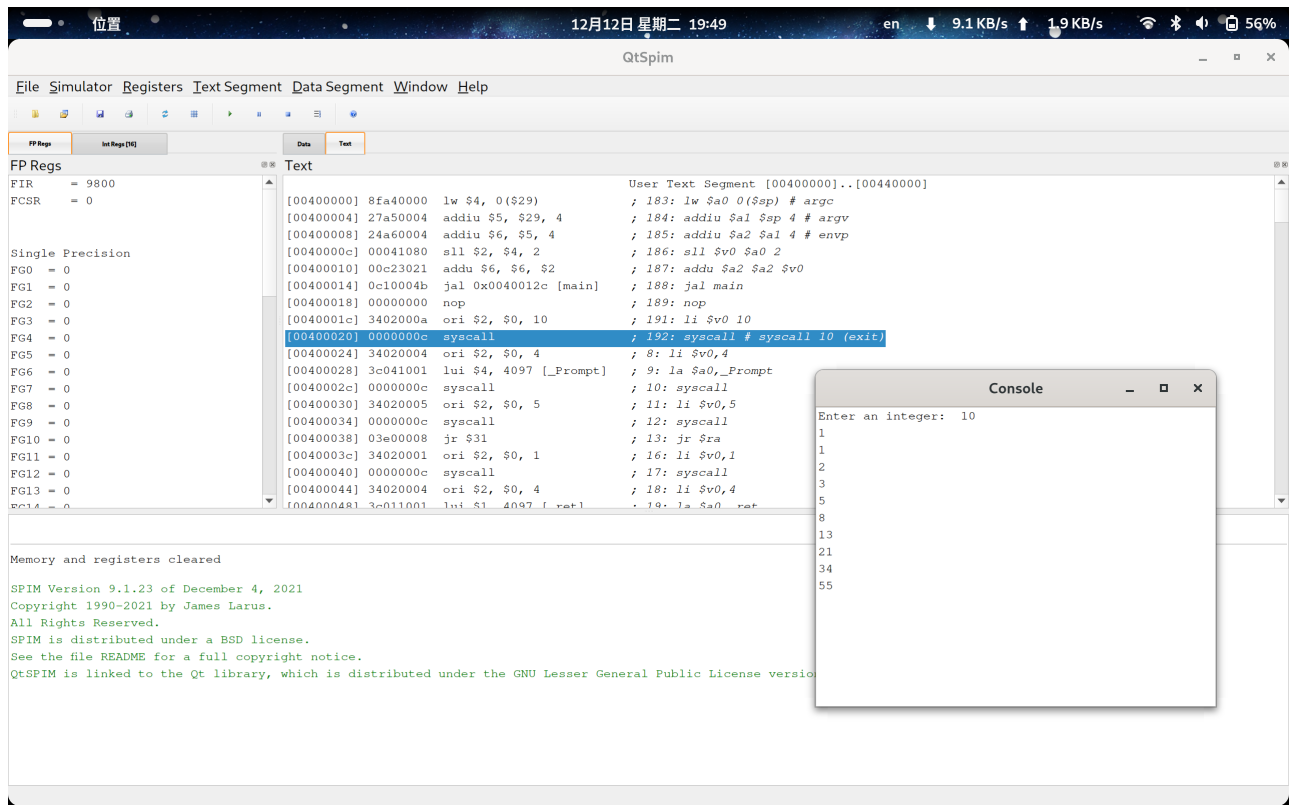 位置 12月12日 星期二 19:49 en 9.1 KB/s 1.9 KB/s 56%
QtSpim
File Simulator Registers Text Segment Data Segment Window Help
FP Regs Int Regs [16] Data Text
FP Regs
FIR = 9800
FCSR = 0
Single Precision
FG0 = 0
FG1 = 0
FG2 = 0
FG3 = 0
FG4 = 0
FG5 = 0
FG6 = 0
FG7 = 0
FG8 = 0
FG9 = 0
FG10 = 0
FG11 = 0
FG12 = 0
FG13 = 0
FG14 = 0
Text
User Text Segment [00400000]..[00440000]
[00400000] 8fa40000 lw $4, 0($29) ; 183: lw $a0 0($sp) # argc
[00400004] 27a50004 addiu $5, $29, 4 ; 184: addiu $a1 $sp 4 # argv
[00400008] 24a60004 addiu $6, $5, 4 ; 185: addiu $a2 $a1 4 # envp
[0040000c] 00041080 sll $2, $4, 2 ; 186: sll $v0 $a0 2
[00400010] 00c23021 addu $6, $6, $2 ; 187: addu $a2 $a2 $v0
[00400014] 0c10004b jal 0x0040012c [main] ; 188: jal main
[00400018] 00000000 nop ; 189: nop
[0040001c] 3402000a ori $2, $0, 10 ; 191: li $v0 10
[00400020] 0000000c syscall ; 192: syscall # syscall 10 (exit)
[00400024] 34020004 ori $2, $0, 4 ; 8: li $v0,4
[00400028] 3c041001 lui $4, 4097 [_Prompt] ; 9: la $a0,_Prompt
[0040002c] 0000000c syscall ; 10: syscall
[00400030] 34020005 ori $2, $0, 5 ; 11: li $v0,5
[00400034] 0000000c syscall ; 12: syscall
[00400038] 03e00008 jr $31 ; 13: jr $ra
[0040003c] 34020001 ori $2, $0, 1 ; 16: li $v0,1
[00400040] 0000000c syscall ; 17: syscall
[00400044] 34020004 ori $2, $0, 4 ; 18: li $v0,4
[00400048] 3c011001 lui $1, 4097 [_ret] ; 19: la $a0,_ret
Console
Enter an integer: 10
1
1
2
3
5
8
13
21
34
55
Memory and registers cleared
SPIM Version 9.1.23 of December 4, 2021
Copyright 1990-2021 by James Larus.
All Rights Reserved.
SPIM is distributed under a BSD license.
See the file README for a full copyright notice.
QtSPIM is linked to the Qt library, which is distributed under the GNU Lesser General Public License versio